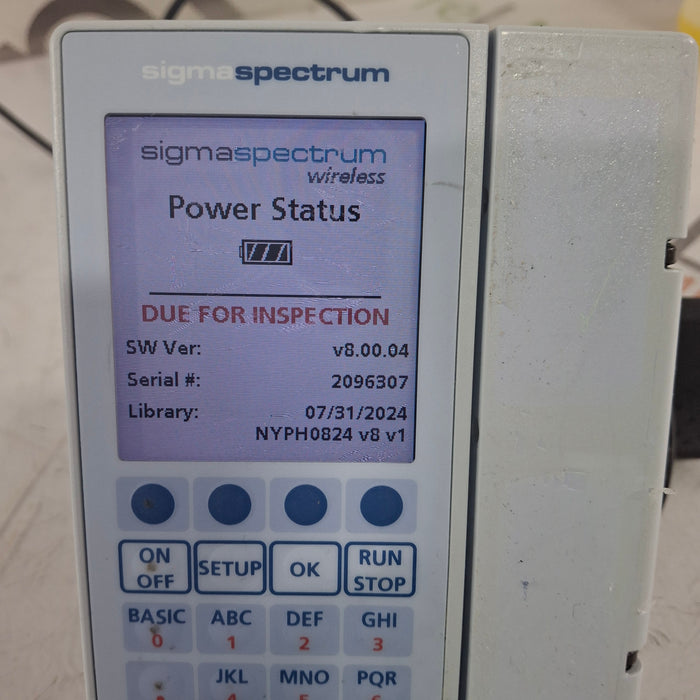 sigmaspectrum
sigmaspectrum
wireless
Power Status
DUE FOR INSPECTION
SW Ver: v8.00.04
Serial #: 2096307
Library: 07/31/2024
NYPH0824 v8 v1
ON OFF SETUP OK RUN STOP
BASIC ABC DEF GHI
0 1 2 3
JKL MNO PQR